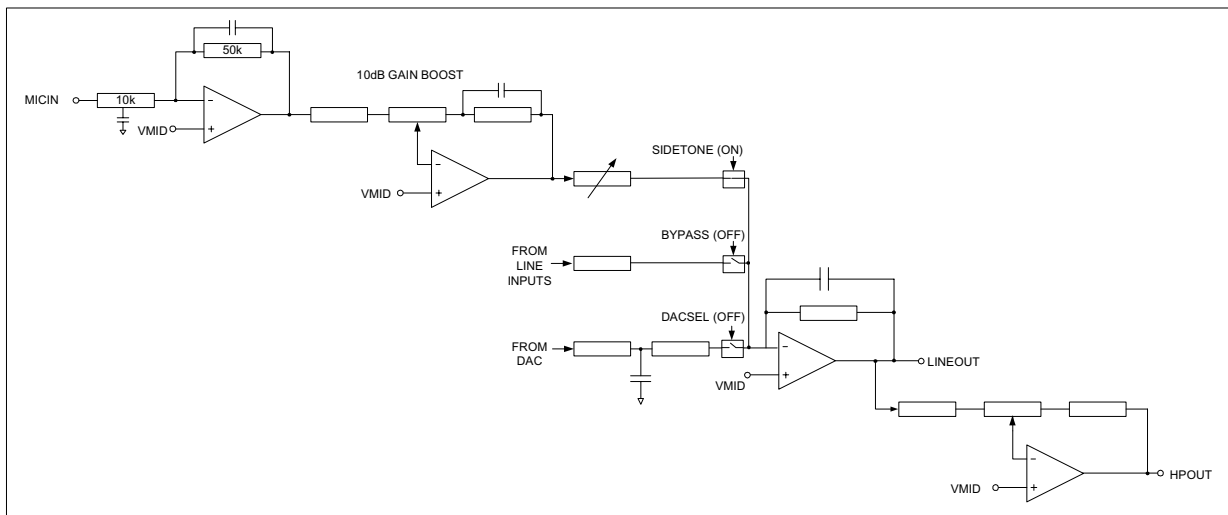 50k
10dB GAIN BOOST
MICIN
10k
−
+
VMID
SIDETONE (ON)
−
+
VMID
BYPASS (OFF)
FROM
LINE
INPUTS
DACSEL (OFF)
FROM
DAC
−
+
VMID
LINEOUT
−
+
VMID
HPOUT